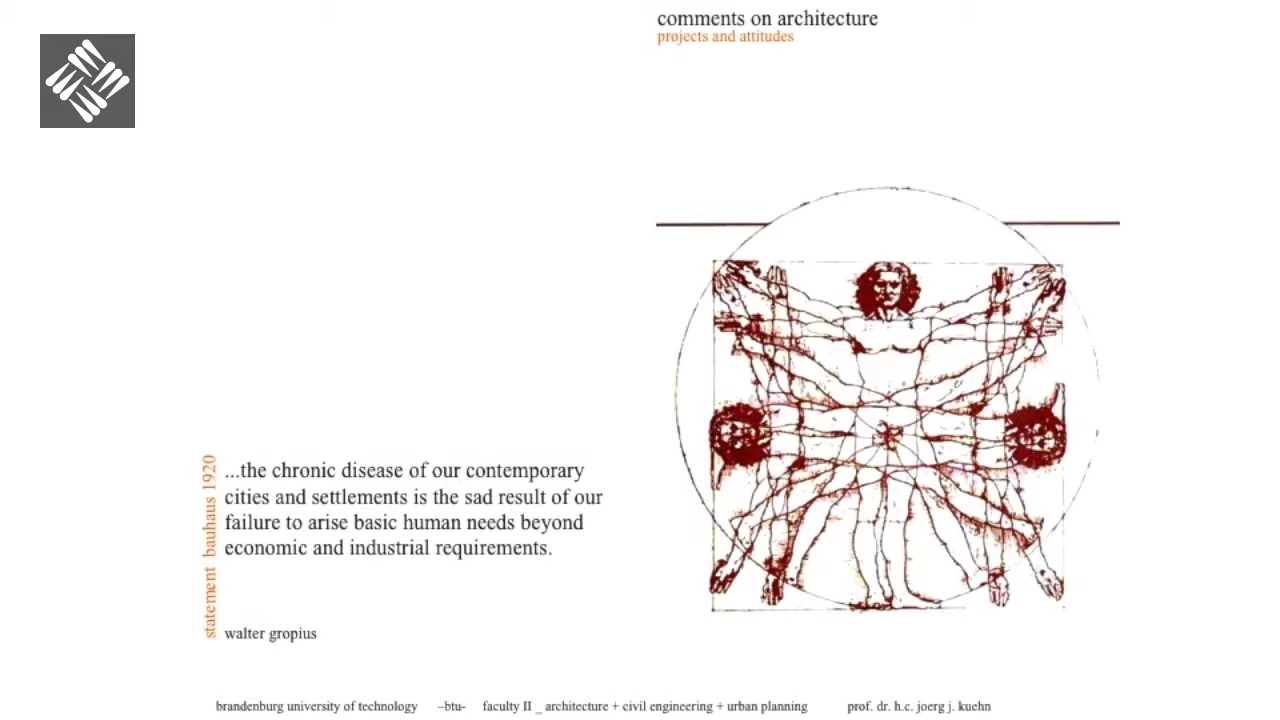 comments on architecture
projects and attitudes
statement bauhaus 1920
...the chronic disease of our contemporary
cities and settlements is the sad result of our
failure to arise basic human needs beyond
economic and industrial requirements.
walter gropius
brandenburg university of technology –btu- faculty II _ architecture + civil engineering + urban planning prof. dr. h.c. joerg j. kuehn